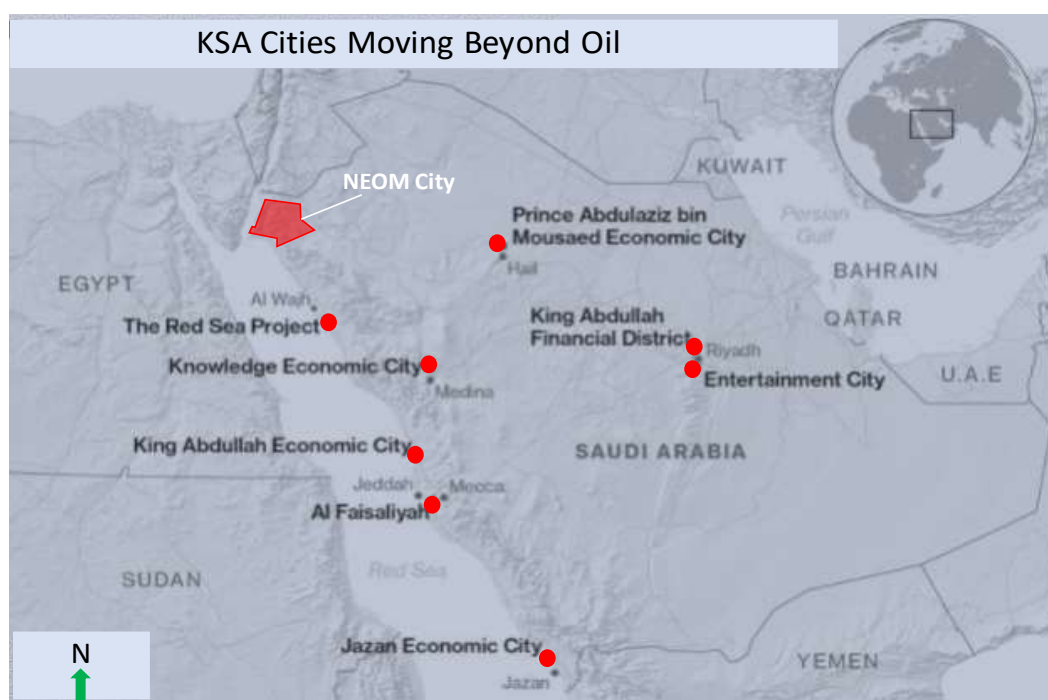 KSA Cities Moving Beyond Oil
KUWAIT
NEOM City
Prince Abdulaziz bin
Mousaed Economic City
Persian
Gulf
Hail
BAHRAIN
EGYPT
Al Wajh
The Red Sea Project
King Abdullah
Financial District
QATAR
Riyadh
Knowledge Economic City
Medina
Entertainment City
U.A.E
King Abdullah Economic City
SAUDI ARABIA
Jeddah
Mecca
Al Faisaliyah
Red Sea
SUDAN
Jazan Economic City
Jazan
YEMEN
N